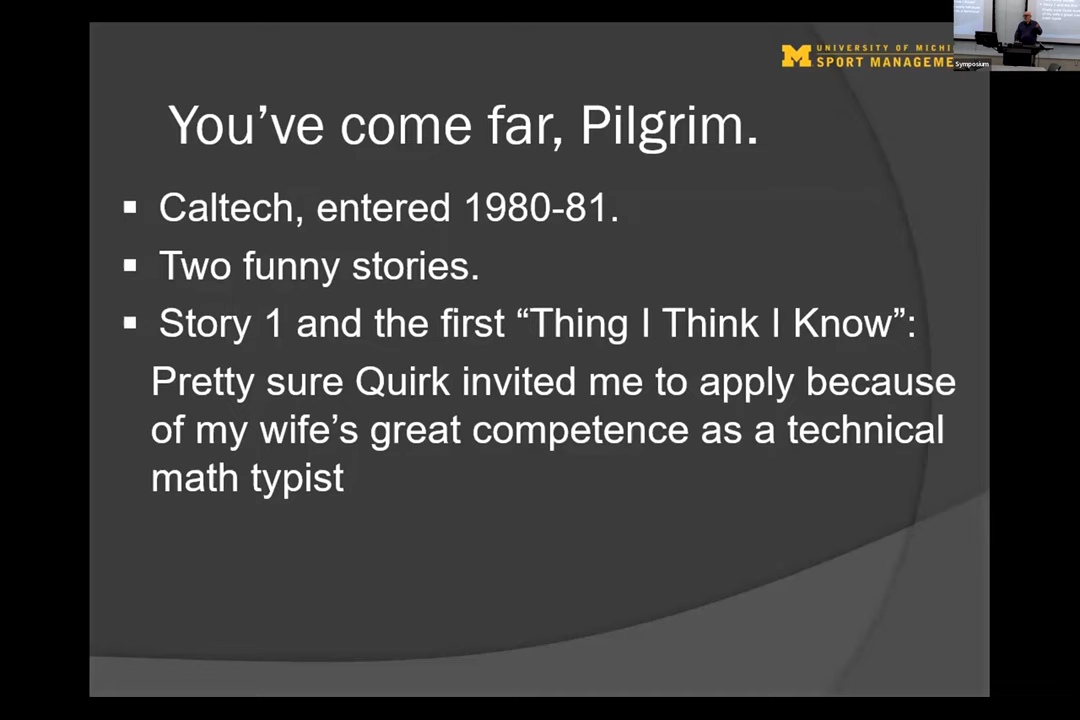 UNIVERSITY OF MICHI
SPORT MANAGEME
Symposium
You’ve come far, Pilgrim.
▪ Caltech, entered 1980-81.
▪ Two funny stories.
▪ Story 1 and the first “Thing I Think I Know”:
Pretty sure Quirk invited me to apply because
of my wife’s great competence as a technical
math typist